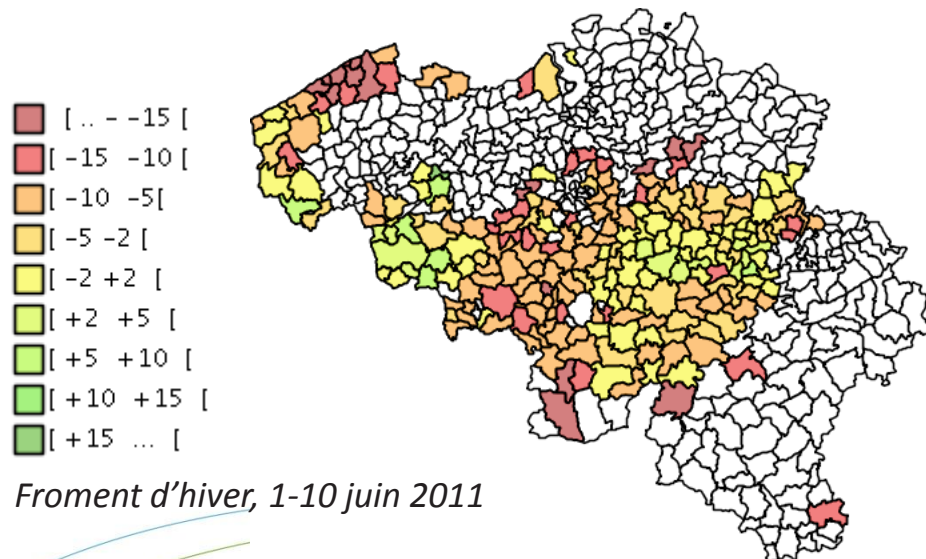 [ .. – –15 [
[ –15 –10 [
[ –10 –5[
[ –5 –2 [
[ –2 +2 [
[ +2 +5 [
[ +5 +10 [
[ +10 +15 [
[ +15 ... [
Froment d’hiver, 1-10 juin 2011